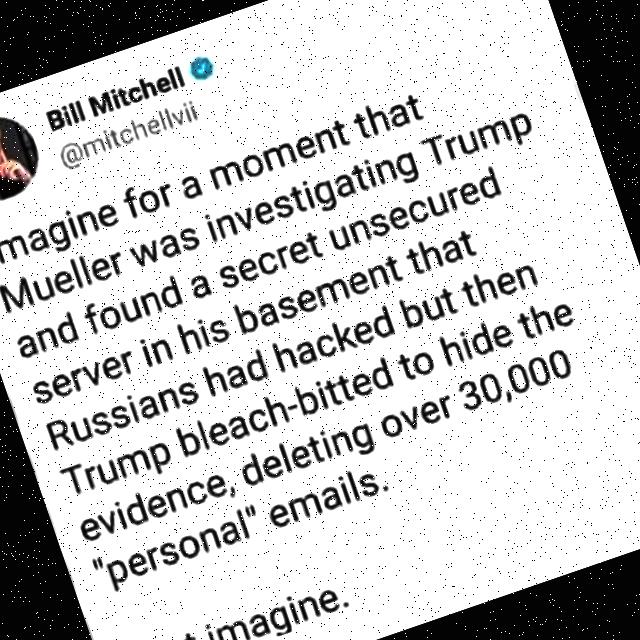 Bill Mitchell
@mitchellvii
magine for a moment that
Mueller was investigating Trump
and found a secret unsecured
server in his basement that
Russians had hacked but then
Trump bleach-bitted to hide the
evidence, deleting over 30,000
"personal" emails.
t imagine.